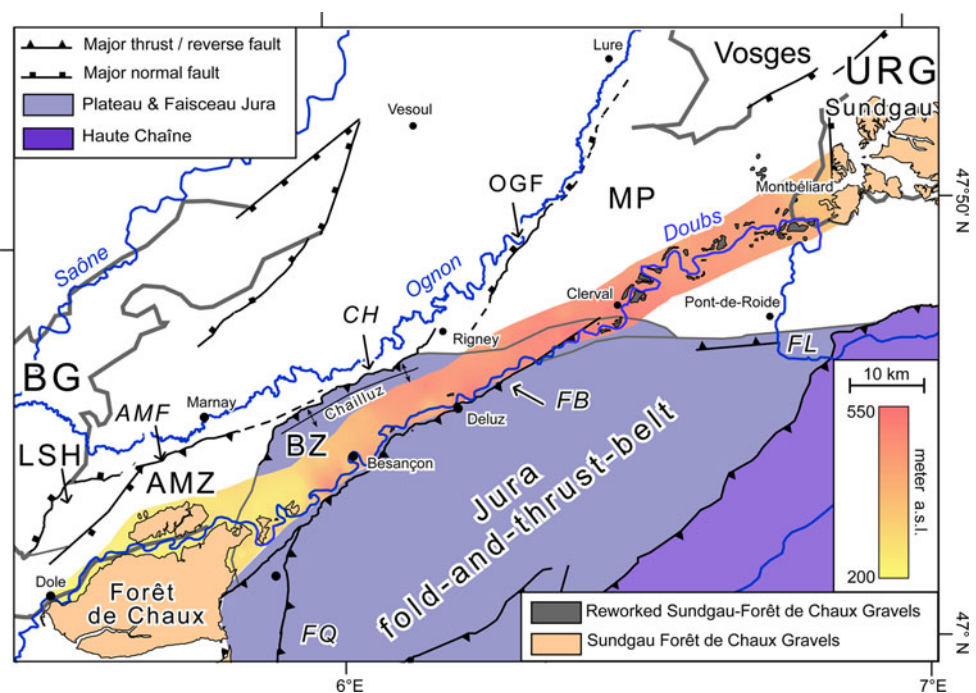 Major thrust / reverse fault
Major normal fault
Plateau & Faisceau Jura
Haute Chaîne
Lure
Vosges
URG
Sundgau
Vesoul
OGF
MP
Montbéliard
47°50'
Saône
Ognon
Doubs
Clerval
Pont-de-Roide
CH
Rigney
FL
BG
Marnay
Chailluz
10 km
AMF
BZ
Deluz
FB
550
LSH
Besançon
meter a.s.l.
AMZ
200
Dole
Forêt
de Chaux
Jura
fold-and-thrust-belt
FQ
Reworked Sundgau-Forêt de Chaux Gravels
Sundgau Forêt de Chaux Gravels
47° N
6°E
7° E